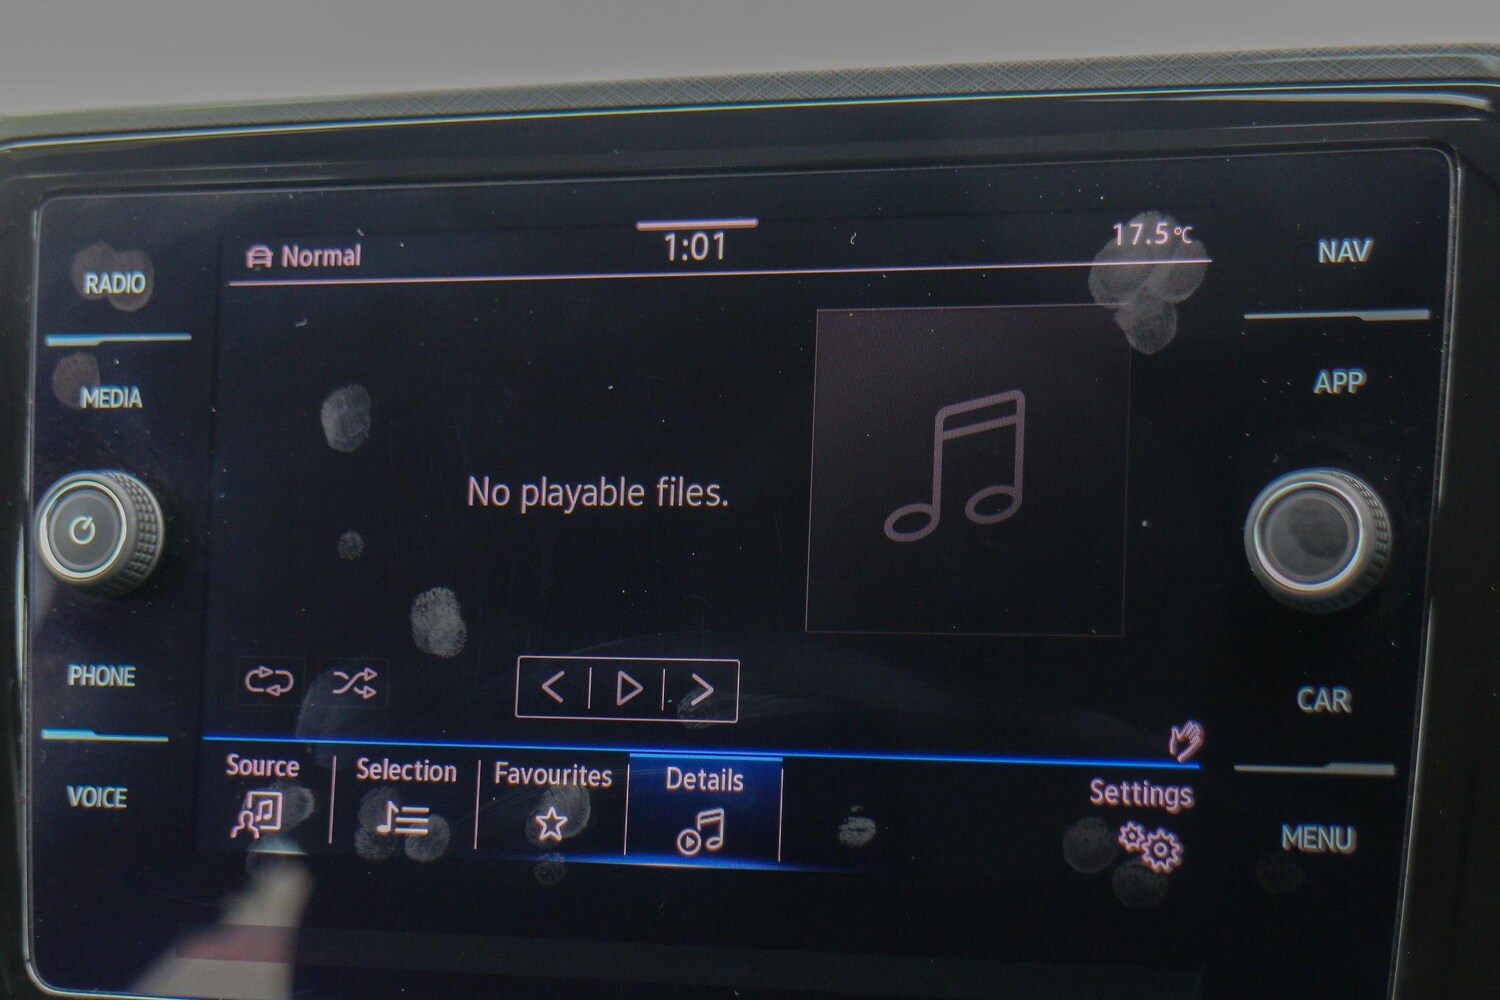 RADIO
MEDIA
PHONE
VOICE
Normal
1:01
17.5°C
No playable files.
Source
Selection
Favourites
Details
Settings
NAV
APP
CAR
MENU